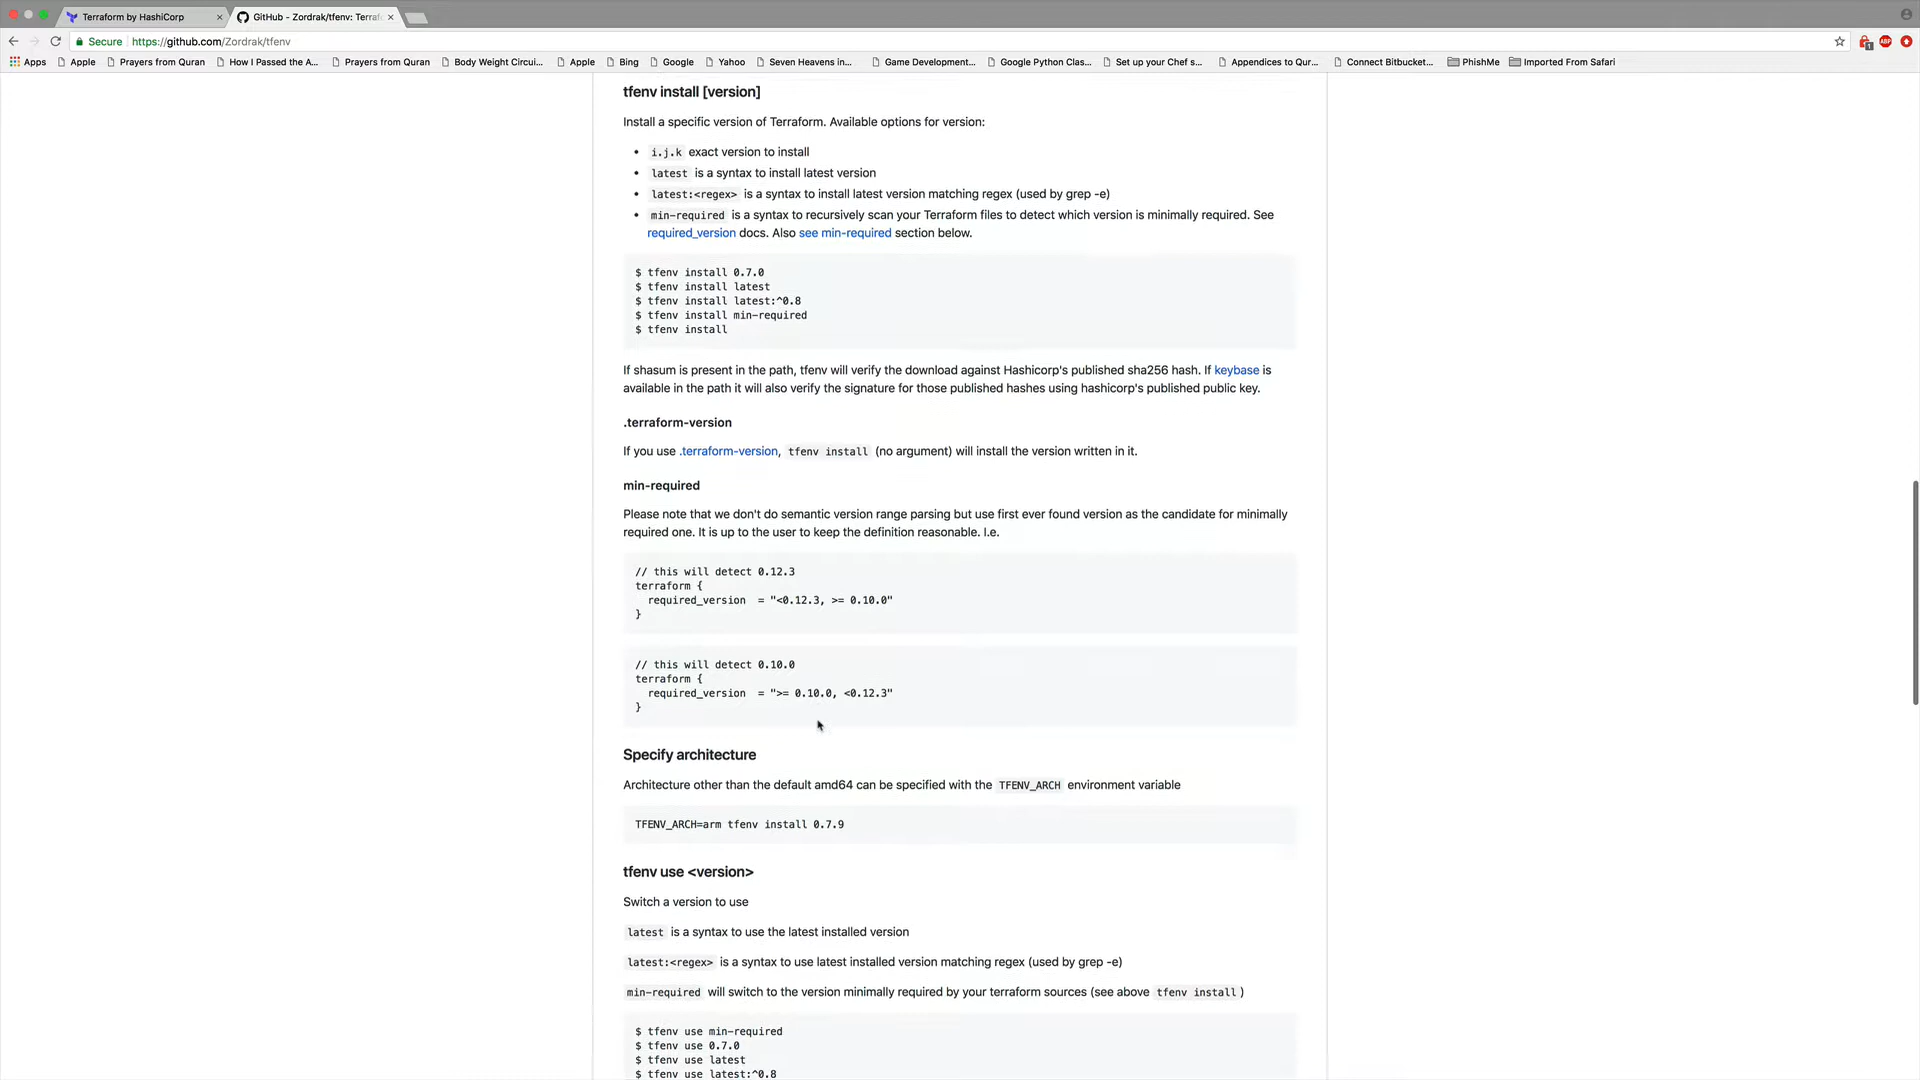 Terraform by HashiCorp
GitHub - Zordrak/tfenv: Terraf
Secure https://github.com/Zordrak/tfenv
Apps Apple Prayers from Quran How I Passed the A... Prayers from Quran Body Weight Circui... Apple Bing Google Yahoo Seven Heavens in... Game Development... Google Python Clas... Set up your Chef s... Appendices to Qur... Connect Bitbucket... PhishMe Imported From Safari
tfenv install [version]
Install a specific version of Terraform. Available options for version:
• i.j.k exact version to install
• latest is a syntax to install latest version
• latest:<regex> is a syntax to install latest version matching regex (used by grep -e)
• min-required is a syntax to recursively scan your Terraform files to detect which version is minimally required. See
required_version docs. Also see min-required section below.
$ tfenv install 0.7.0
$ tfenv install latest
$ tfenv install latest:^0.8
$ tfenv install min-required
$ tfenv install
If shasum is present in the path, tfenv will verify the download against Hashicorp's published sha256 hash. If keybase is
available in the path it will also verify the signature for those published hashes using hashicorp's published public key.
.terraform-version
If you use .terraform-version, tfenv install (no argument) will install the version written in it.
min-required
Please note that we don't do semantic version range parsing but use first ever found version as the candidate for minimally
required one. It is up to the user to keep the definition reasonable. I.e.
// this will detect 0.12.3
terraform {
required_version = "<0.12.3, >= 0.10.0"
}
// this will detect 0.10.0
terraform {
required_version = ">= 0.10.0, <0.12.3"
}
Specify architecture
Architecture other than the default amd64 can be specified with the TFENV_ARCH environment variable
TFENV_ARCH=arm tfenv install 0.7.9
tfenv use <version>
Switch a version to use
latest is a syntax to use the latest installed version
latest:<regex> is a syntax to use latest installed version matching regex (used by grep -e)
min-required will switch to the version minimally required by your terraform sources (see above tfenv install )
$ tfenv use min-required
$ tfenv use 0.7.0
$ tfenv use latest
$ tfenv use latest:^0.8